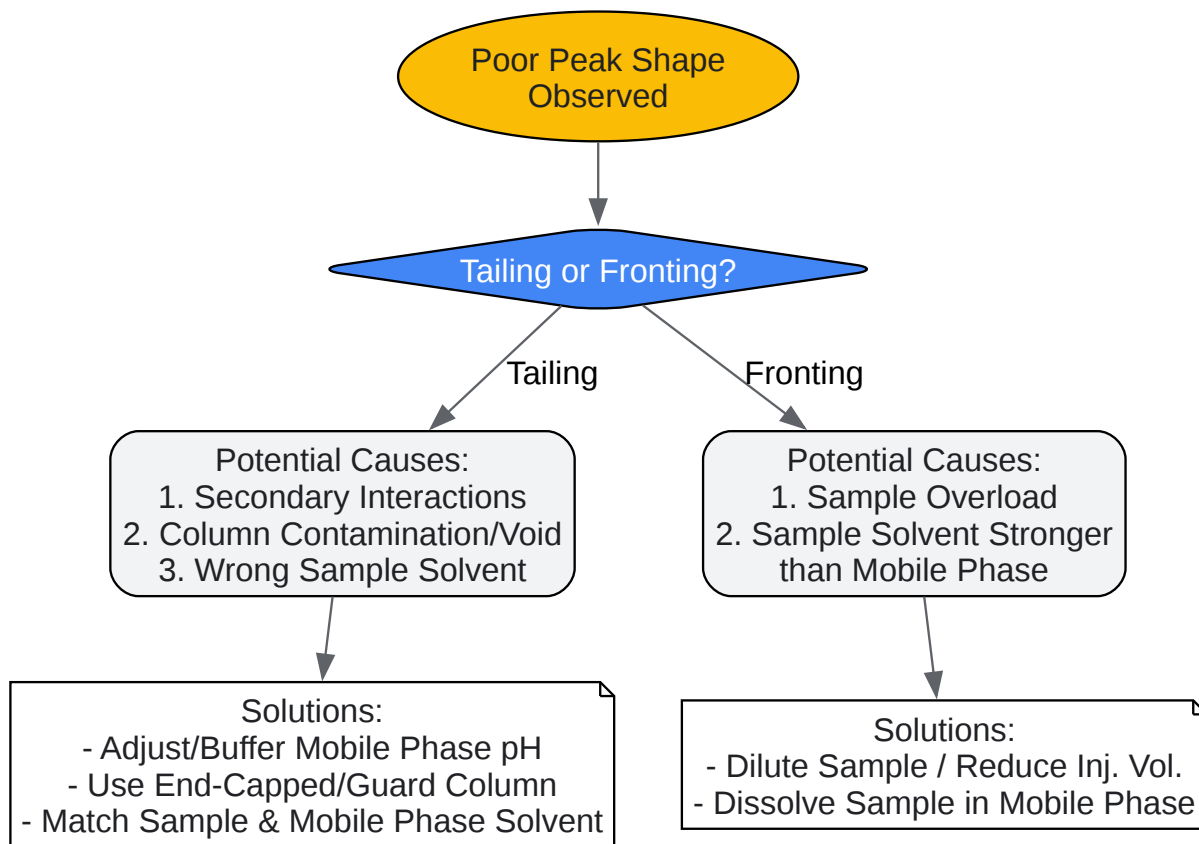 Poor Peak Shape
Observed
Tailing or Fronting?
Tailing
Fronting
Potential Causes:
1. Secondary Interactions
2. Column Contamination/Void
3. Wrong Sample Solvent
Potential Causes:
1. Sample Overload
2. Sample Solvent Stronger
than Mobile Phase
Solutions:
- Adjust/Buffer Mobile Phase pH
- Use End-Capped/Guard Column
- Match Sample & Mobile Phase Solvent
Solutions:
- Dilute Sample / Reduce Inj. Vol.
- Dissolve Sample in Mobile Phase